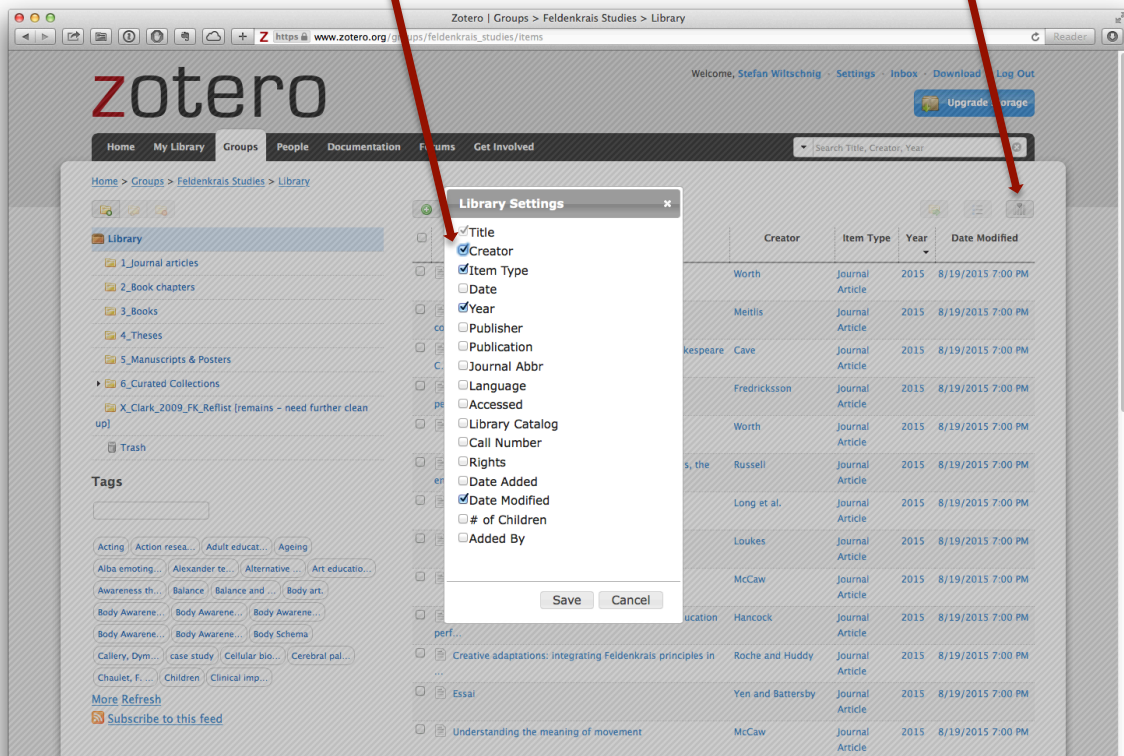 Zotero | Groups > Feldenkrais Studies > Library
Z https www.zotero.org/groups/feldenkrais_studies/items
Reader
zotero
Welcome, Stefan Wiltschnig · Settings · Inbox · Download · Log Out
Upgrade Storage
Home My Library Groups People Documentation Forums Get Involved
Search Title, Creator, Year
Home > Groups > Feldenkrais Studies > Library
Library
1_Journal articles
2_Book chapters
3_Books
4_Theses
5_Manuscripts & Posters
6_Curated Collections
X_Clark_2009_FK_Reflist [remains – need further clean
up]
Trash
Tags
Acting Action resea... Adult educat... Ageing
Alba emoting... Alexander te... Alternative ... Art educatio...
Awareness th... Balance Balance and ... Body art.
Body Awarene... Body Awarene... Body Awarene...
Body Awarene... Body Awarene... Body Schema
Callery, Dym... case study Cellular bio... Cerebral pal...
Chaulet, F. ... Children Clinical imp...
More Refresh
Subscribe to this feed
Library Settings
Title
Creator
Item Type
Date
Year
Publisher
Publication
Journal Abbr
Language
Accessed
Library Catalog
Call Number
Rights
Date Added
Date Modified
# of Children
Added By
Save Cancel
Creator Item Type Year Date Modified
Worth Journal Article 2015 8/19/2015 7:00 PM
co
Meitlis Journal Article 2015 8/19/2015 7:00 PM
kespeare Cave Journal Article 2015 8/19/2015 7:00 PM
C.
Fredricksson Journal Article 2015 8/19/2015 7:00 PM
pe
Worth Journal Article 2015 8/19/2015 7:00 PM
s, the Russell Journal Article 2015 8/19/2015 7:00 PM
en
Long et al. Journal Article 2015 8/19/2015 7:00 PM
Loukes Journal Article 2015 8/19/2015 7:00 PM
McCaw Journal Article 2015 8/19/2015 7:00 PM
ucation Hancock Journal Article 2015 8/19/2015 7:00 PM
perf...
Creative adaptations: integrating Feldenkrais principles in Roche and Huddy Journal Article 2015 8/19/2015 7:00 PM
...
Essai Yen and Battersby Journal Article 2015 8/19/2015 7:00 PM
Understanding the meaning of movement McCaw Journal Article 2015 8/19/2015 7:00 PM